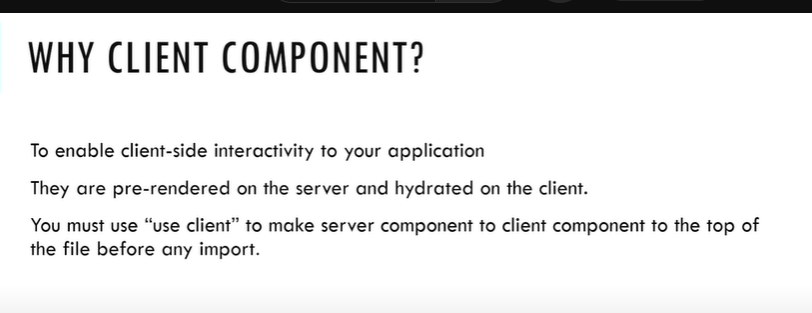 WHY CLIENT COMPONENT?
To enable client-side interactivity to your application
They are pre-rendered on the server and hydrated on the client.
You must use “use client” to make server component to client component to the top of
the file before any import.